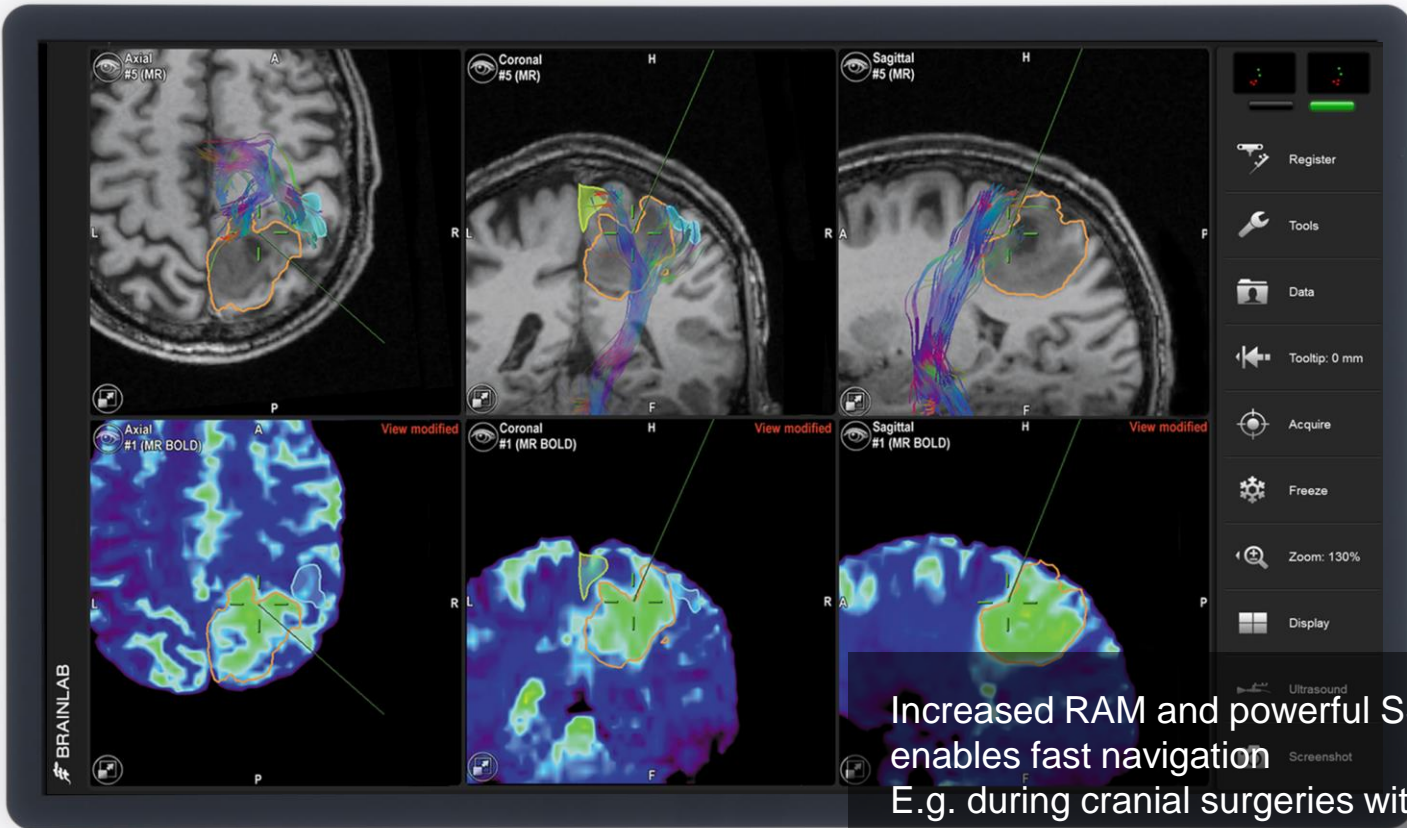 Axial
#5 (MR)
A
L
R
P
Coronal
#5 (MR)
H
R
F
Sagittal
#5 (MR)
H
A
P
F
Axial
#1 (MR BOLD)
A
View modified
L
R
P
Coronal
#1 (MR BOLD)
H
View modified
L
R
F
Sagittal
#1 (MR BOLD)
H
View modified
A
P
F
Register
Tools
Data
Tooltip: 0 mm
Acquire
Freeze
Zoom: 130%
Display
Ultrasound
Screenshot
BRAINLAB
Increased RAM and powerful S
enables fast navigation
E.g. during cranial surgeries wit